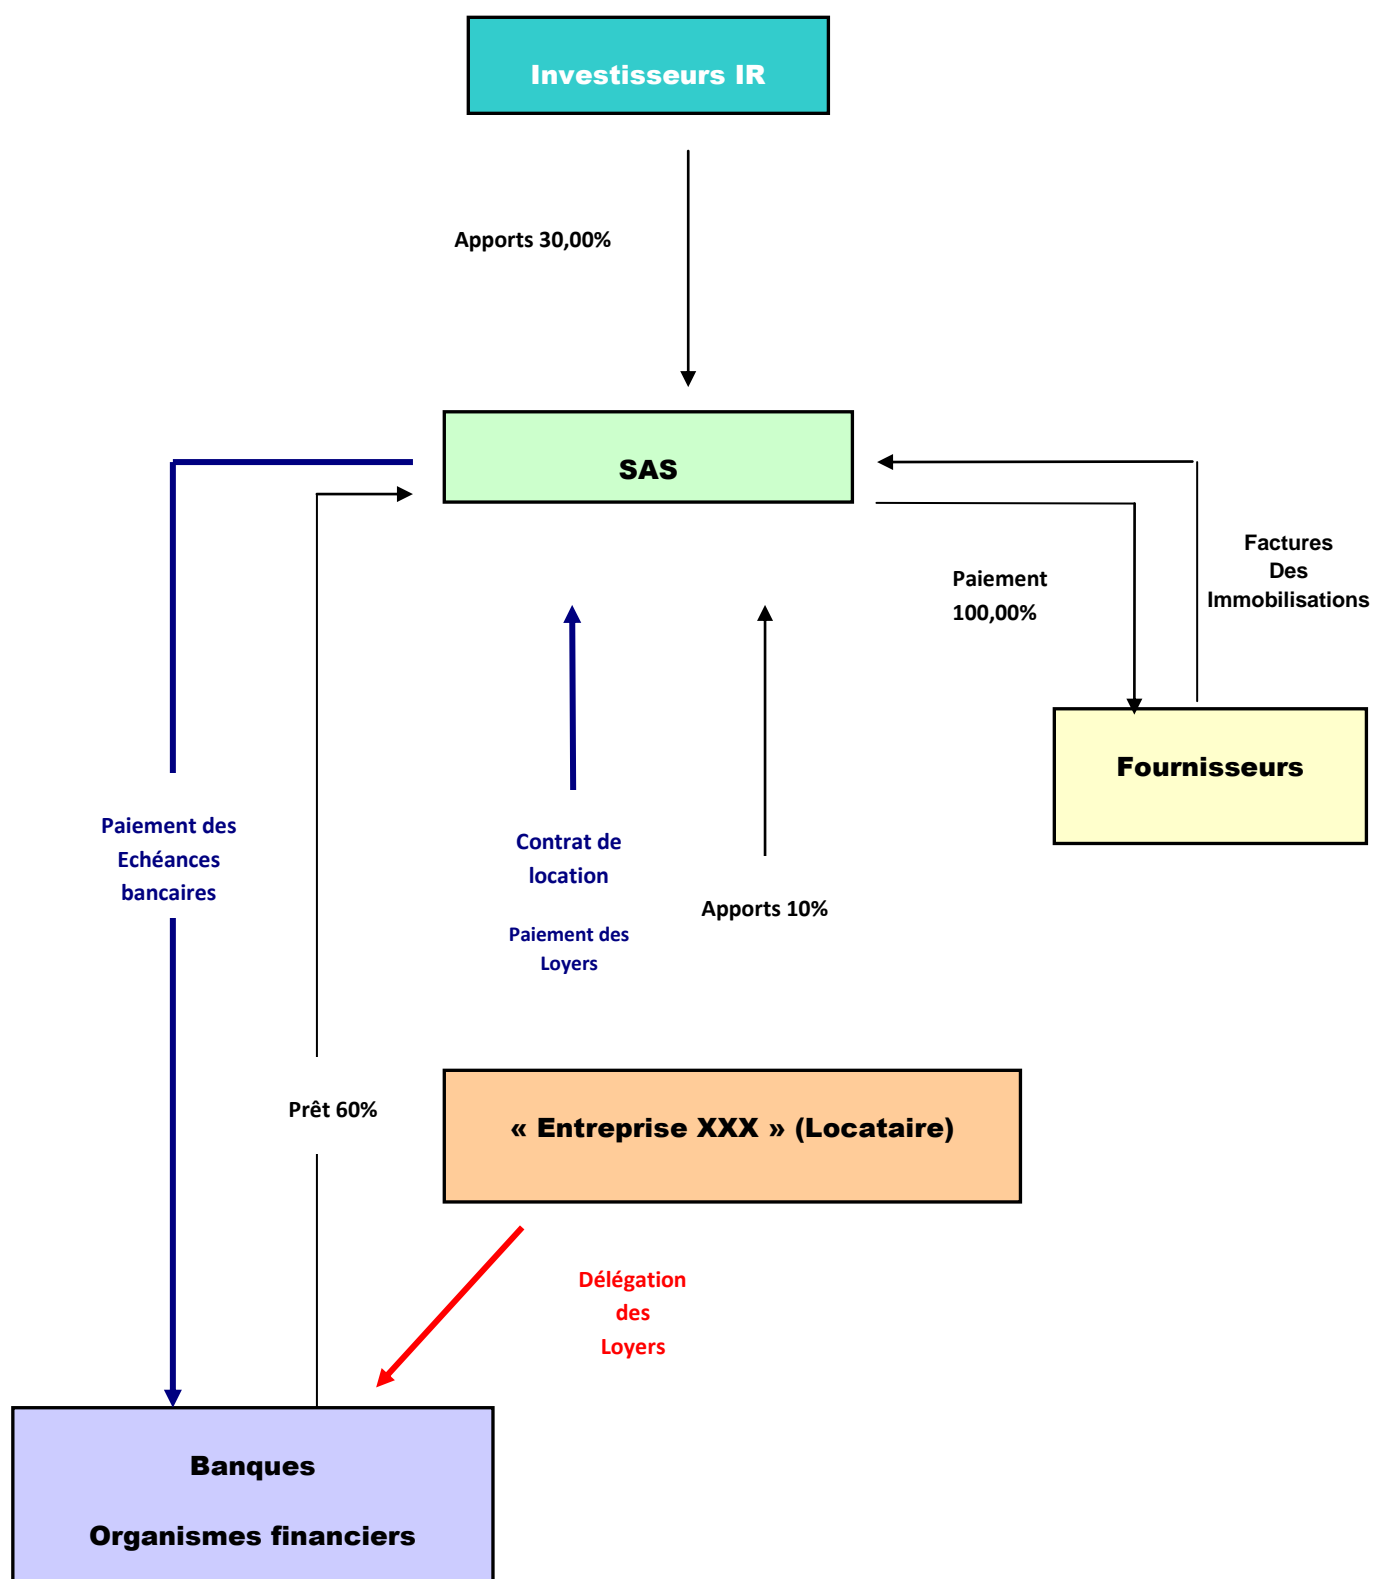 Investisseurs IR
Apports 30,00%
SAS
Factures
Des
Immobilisations
Paiement
100,00%
Fournisseurs
Paiement des
Echéances
bancaires
Contrat de
location
Paiement des
Loyers
Apports 10%
Prêt 60%
« Entreprise XXX » (Locataire)
Délégation
des
Loyers
Banques
Organismes financiers